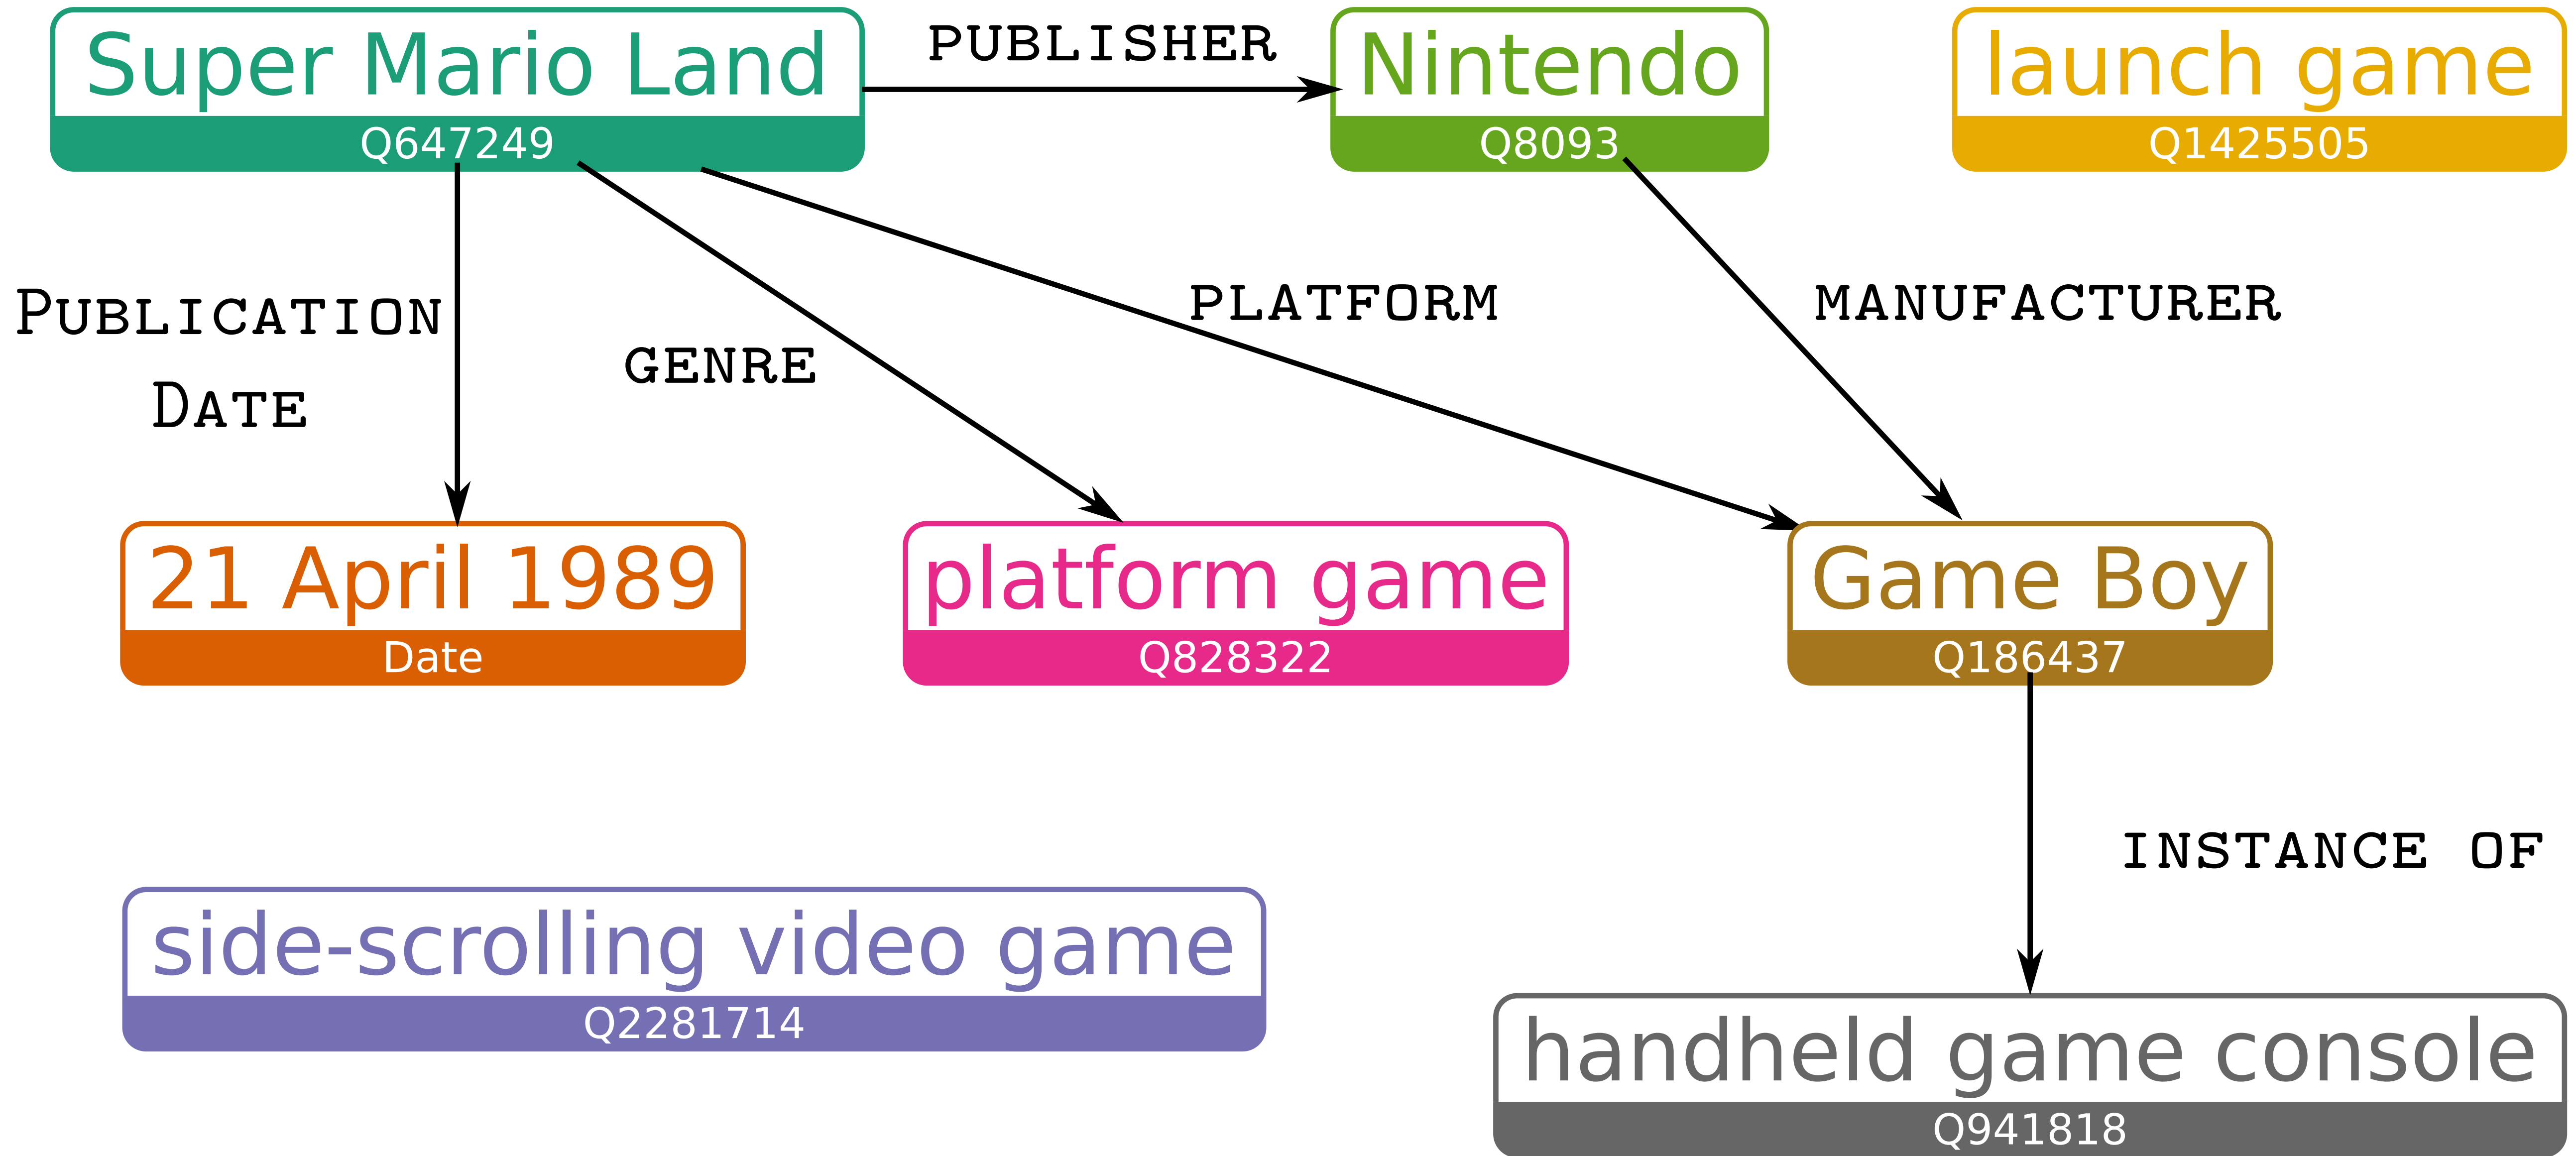 Super Mario Land
Q647249
PUBLISHER
Nintendo
Q8093
launch game
Q1425505
PUBLICATION
DATE
GENRE
PLATFORM
MANUFACTURER
21 April 1989
Date
platform game
Q828322
Game Boy
Q186437
INSTANCE OF
side-scrolling video game
Q2281714
handheld game console
Q941818